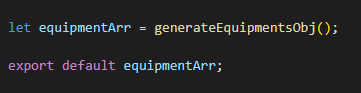 let equipmentArr = generateEquipmentsObj();
export default equipmentArr;